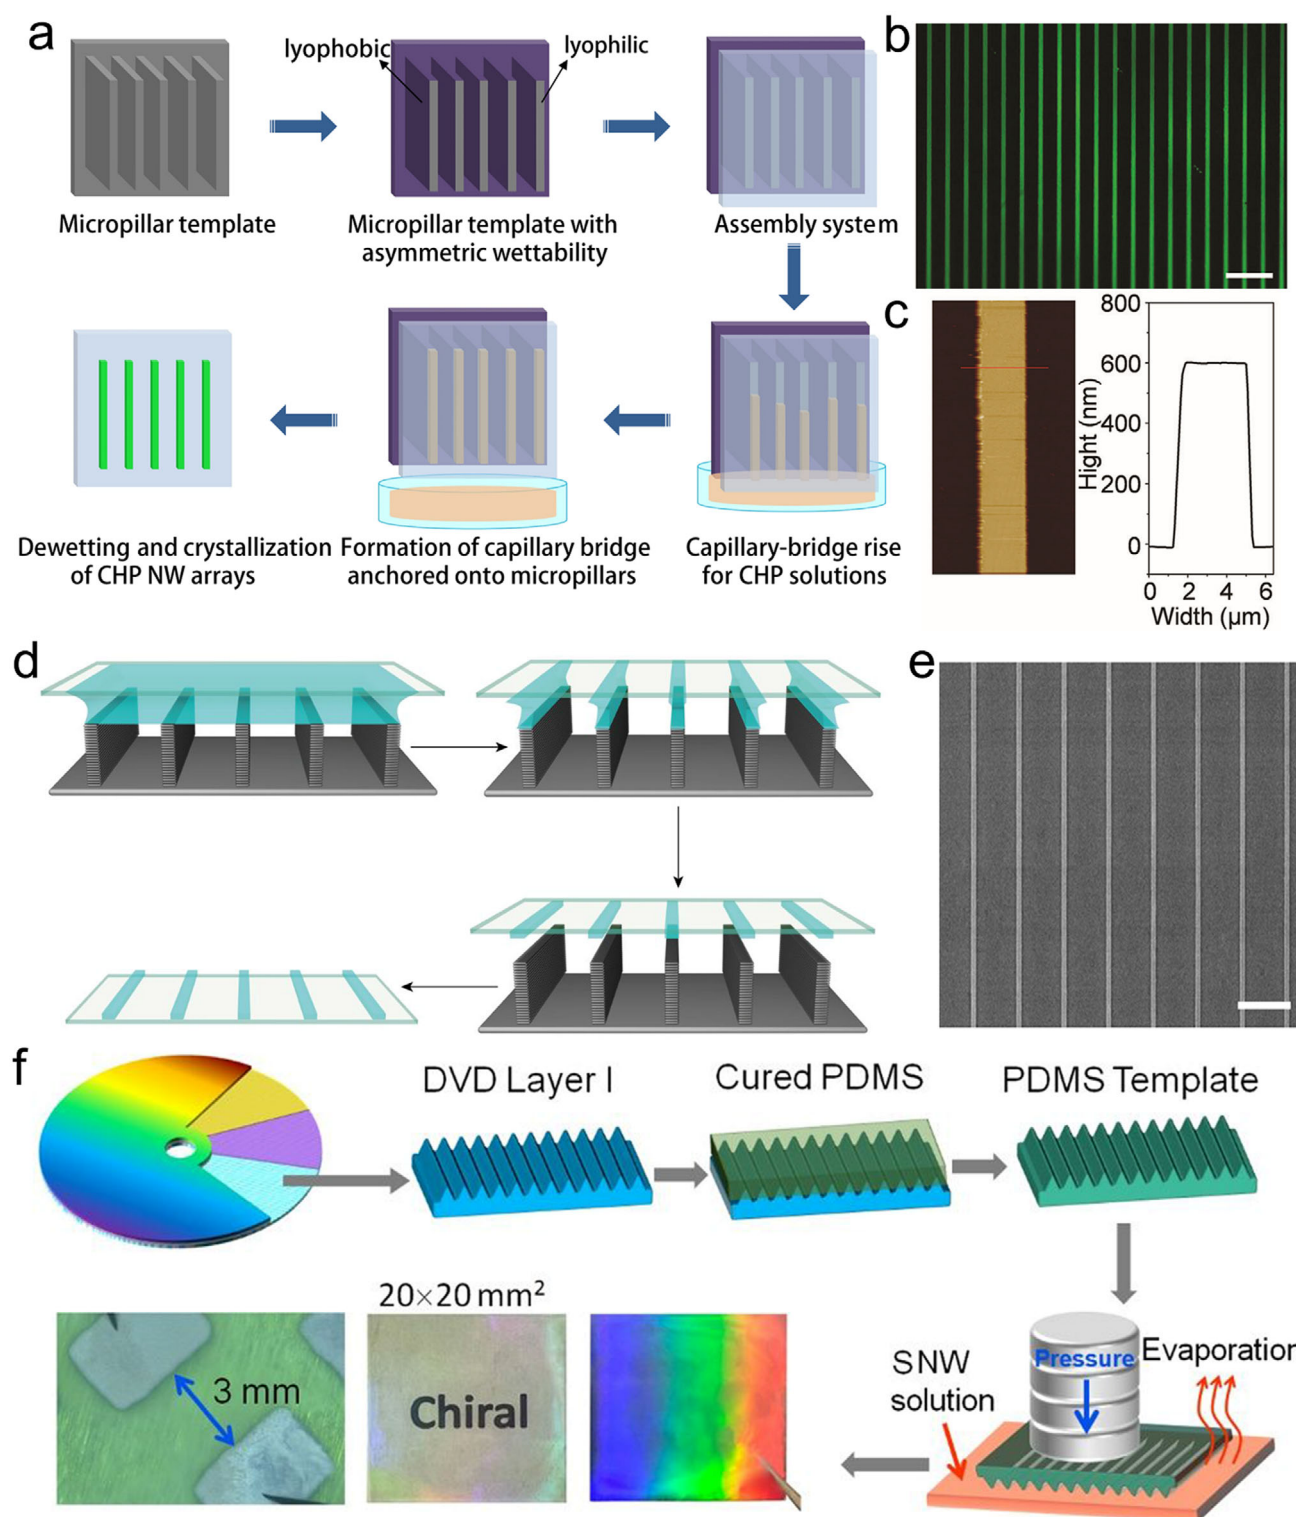 a
lyophobic
lyophilic
Micropillar template
Micropillar template with
asymmetric wettability
Assembly system
Dewetting and crystallization
of CHP NW arrays
Formation of capillary bridge
anchored onto micropillars
Capillary-bridge rise
for CHP solutions
b
c
800
600
400
200
0
Hight (nm)
0 2 4 6
Width (μm)
d
e
f
DVD Layer I
Cured PDMS
PDMS Template
20×20 mm²
3 mm
Chiral
SNW
solution
Pressure
Evaporation